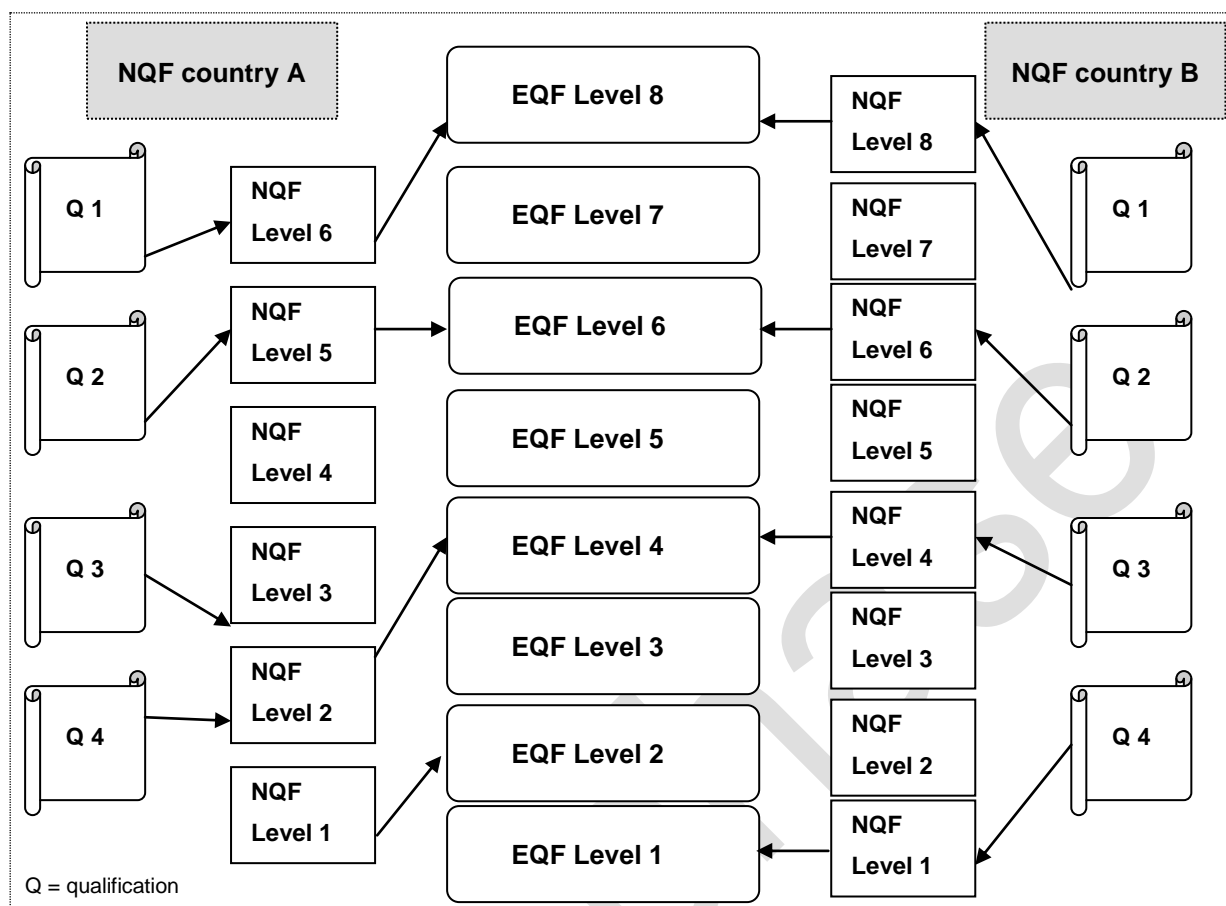 NQF country A
NQF country B
EQF Level 8
EQF Level 7
EQF Level 6
EQF Level 5
EQF Level 4
EQF Level 3
EQF Level 2
EQF Level 1
Q 1
Q 2
Q 3
Q 4
NQF
Level 6
NQF
Level 5
NQF
Level 4
NQF
Level 3
NQF
Level 2
NQF
Level 1
NQF
Level 8
NQF
Level 7
NQF
Level 6
NQF
Level 5
NQF
Level 4
NQF
Level 3
NQF
Level 2
NQF
Level 1
Q 1
Q 2
Q 3
Q 4
Q = qualification